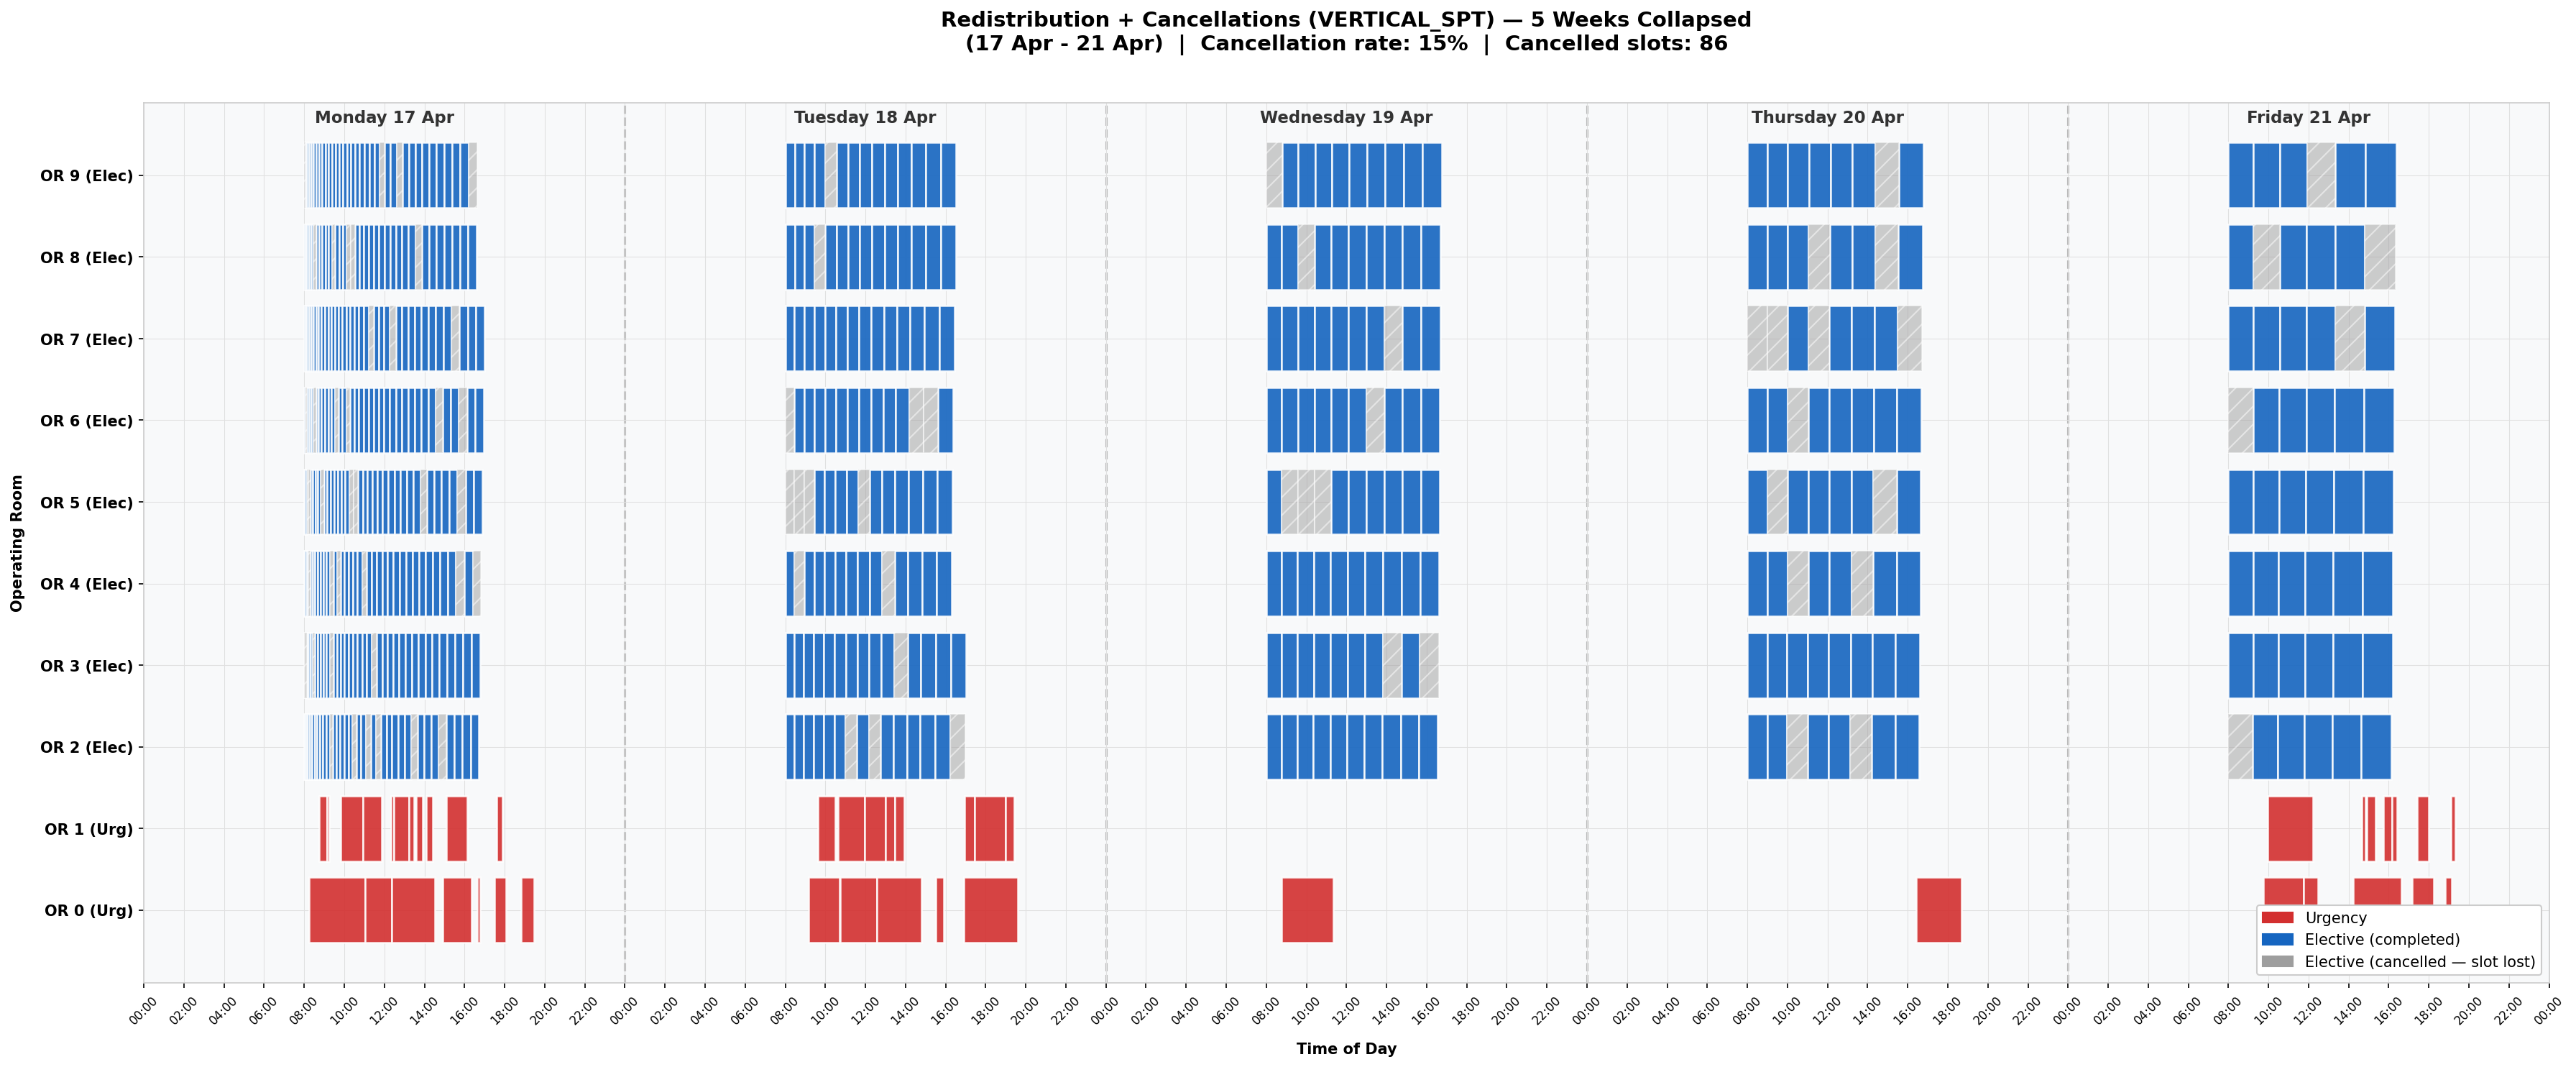 Redistribution + Cancellations (VERTICAL_SPT) — 5 Weeks Collapsed
(17 Apr - 21 Apr)  |  Cancellation rate: 15%  |  Cancelled slots: 86
Monday 17 Apr Tuesday 18 Apr Wednesday 19 Apr Thursday 20 Apr Friday 21 Apr
OR 9 (Elec)
OR 8 (Elec)
OR 7 (Elec)
OR 6 (Elec)
OR 5 (Elec)
OR 4 (Elec)
OR 3 (Elec)
OR 2 (Elec)
OR 1 (Urg)
OR 0 (Urg)
Operating Room
Urgency
Elective (completed)
Elective (cancelled — slot lost)
00:00 02:00 04:00 06:00 08:00 10:00 12:00 14:00 16:00 18:00 20:00 22:00 00:00 02:00 04:00 06:00 08:00 10:00 12:00 14:00 16:00 18:00 20:00 22:00 00:00 02:00 04:00 06:00 08:00 10:00 12:00 14:00 16:00 18:00 20:00 22:00 00:00 02:00 04:00 06:00 08:00 10:00 12:00 14:00 16:00 18:00 20:00 22:00 00:00 02:00 04:00 06:00 08:00 10:00 12:00 14:00 16:00 18:00 20:00 22:00 00:00
Time of Day